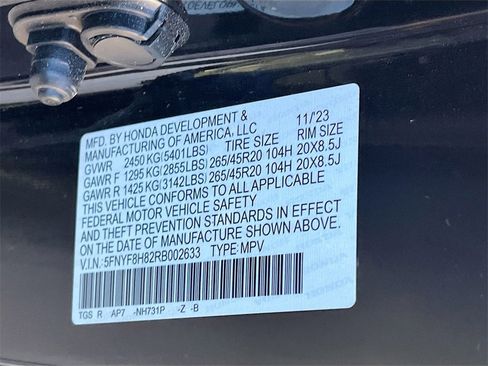 MFD. BY HONDA DEVELOPMENT &
MANUFACTURING OF AMERICA, LLC 11/'23
GVWR 2450 KG(5401LBS) TIRE SIZE RIM SIZE
GAWR F 1295 KG(2855LBS) 265/45R20 104H 20X8.5J
GAWR R 1425 KG(3142LBS) 265/45R20 104H 20X8.5J
THIS VEHICLE CONFORMS TO ALL APPLICABLE
FEDERAL MOTOR VEHICLE SAFETY
AND THEFT PREVENTION STANDARDS IN EFFECT
ON THE DATE OF MANUFACTURE SHOWN ABOVE.
V.I.N.: 5FNYF8H82RB002633 TYPE: MPV
TGS R AP7 -NH731P -Z -B